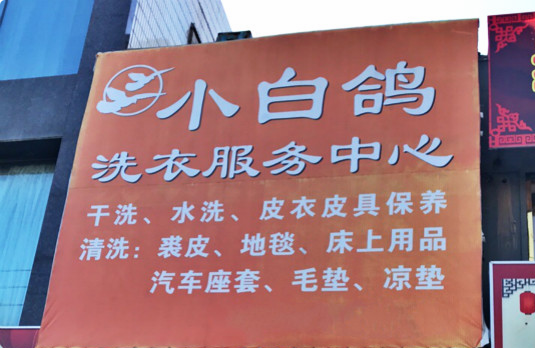 小白鸽
洗衣服务中心
干洗、水洗、皮衣皮具保养
清洗：裘皮、地毯、床上用品
汽车座套、毛垫、凉垫